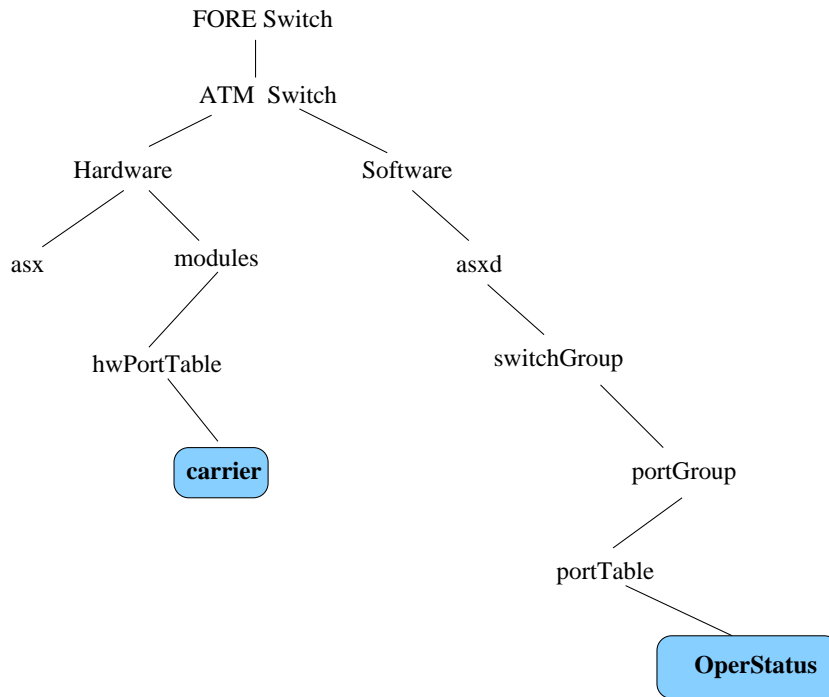 FORE Switch
ATM Switch
Hardware
Software
asx
modules
asxd
hwPortTable
switchGroup
carrier
portGroup
portTable
OperStatus